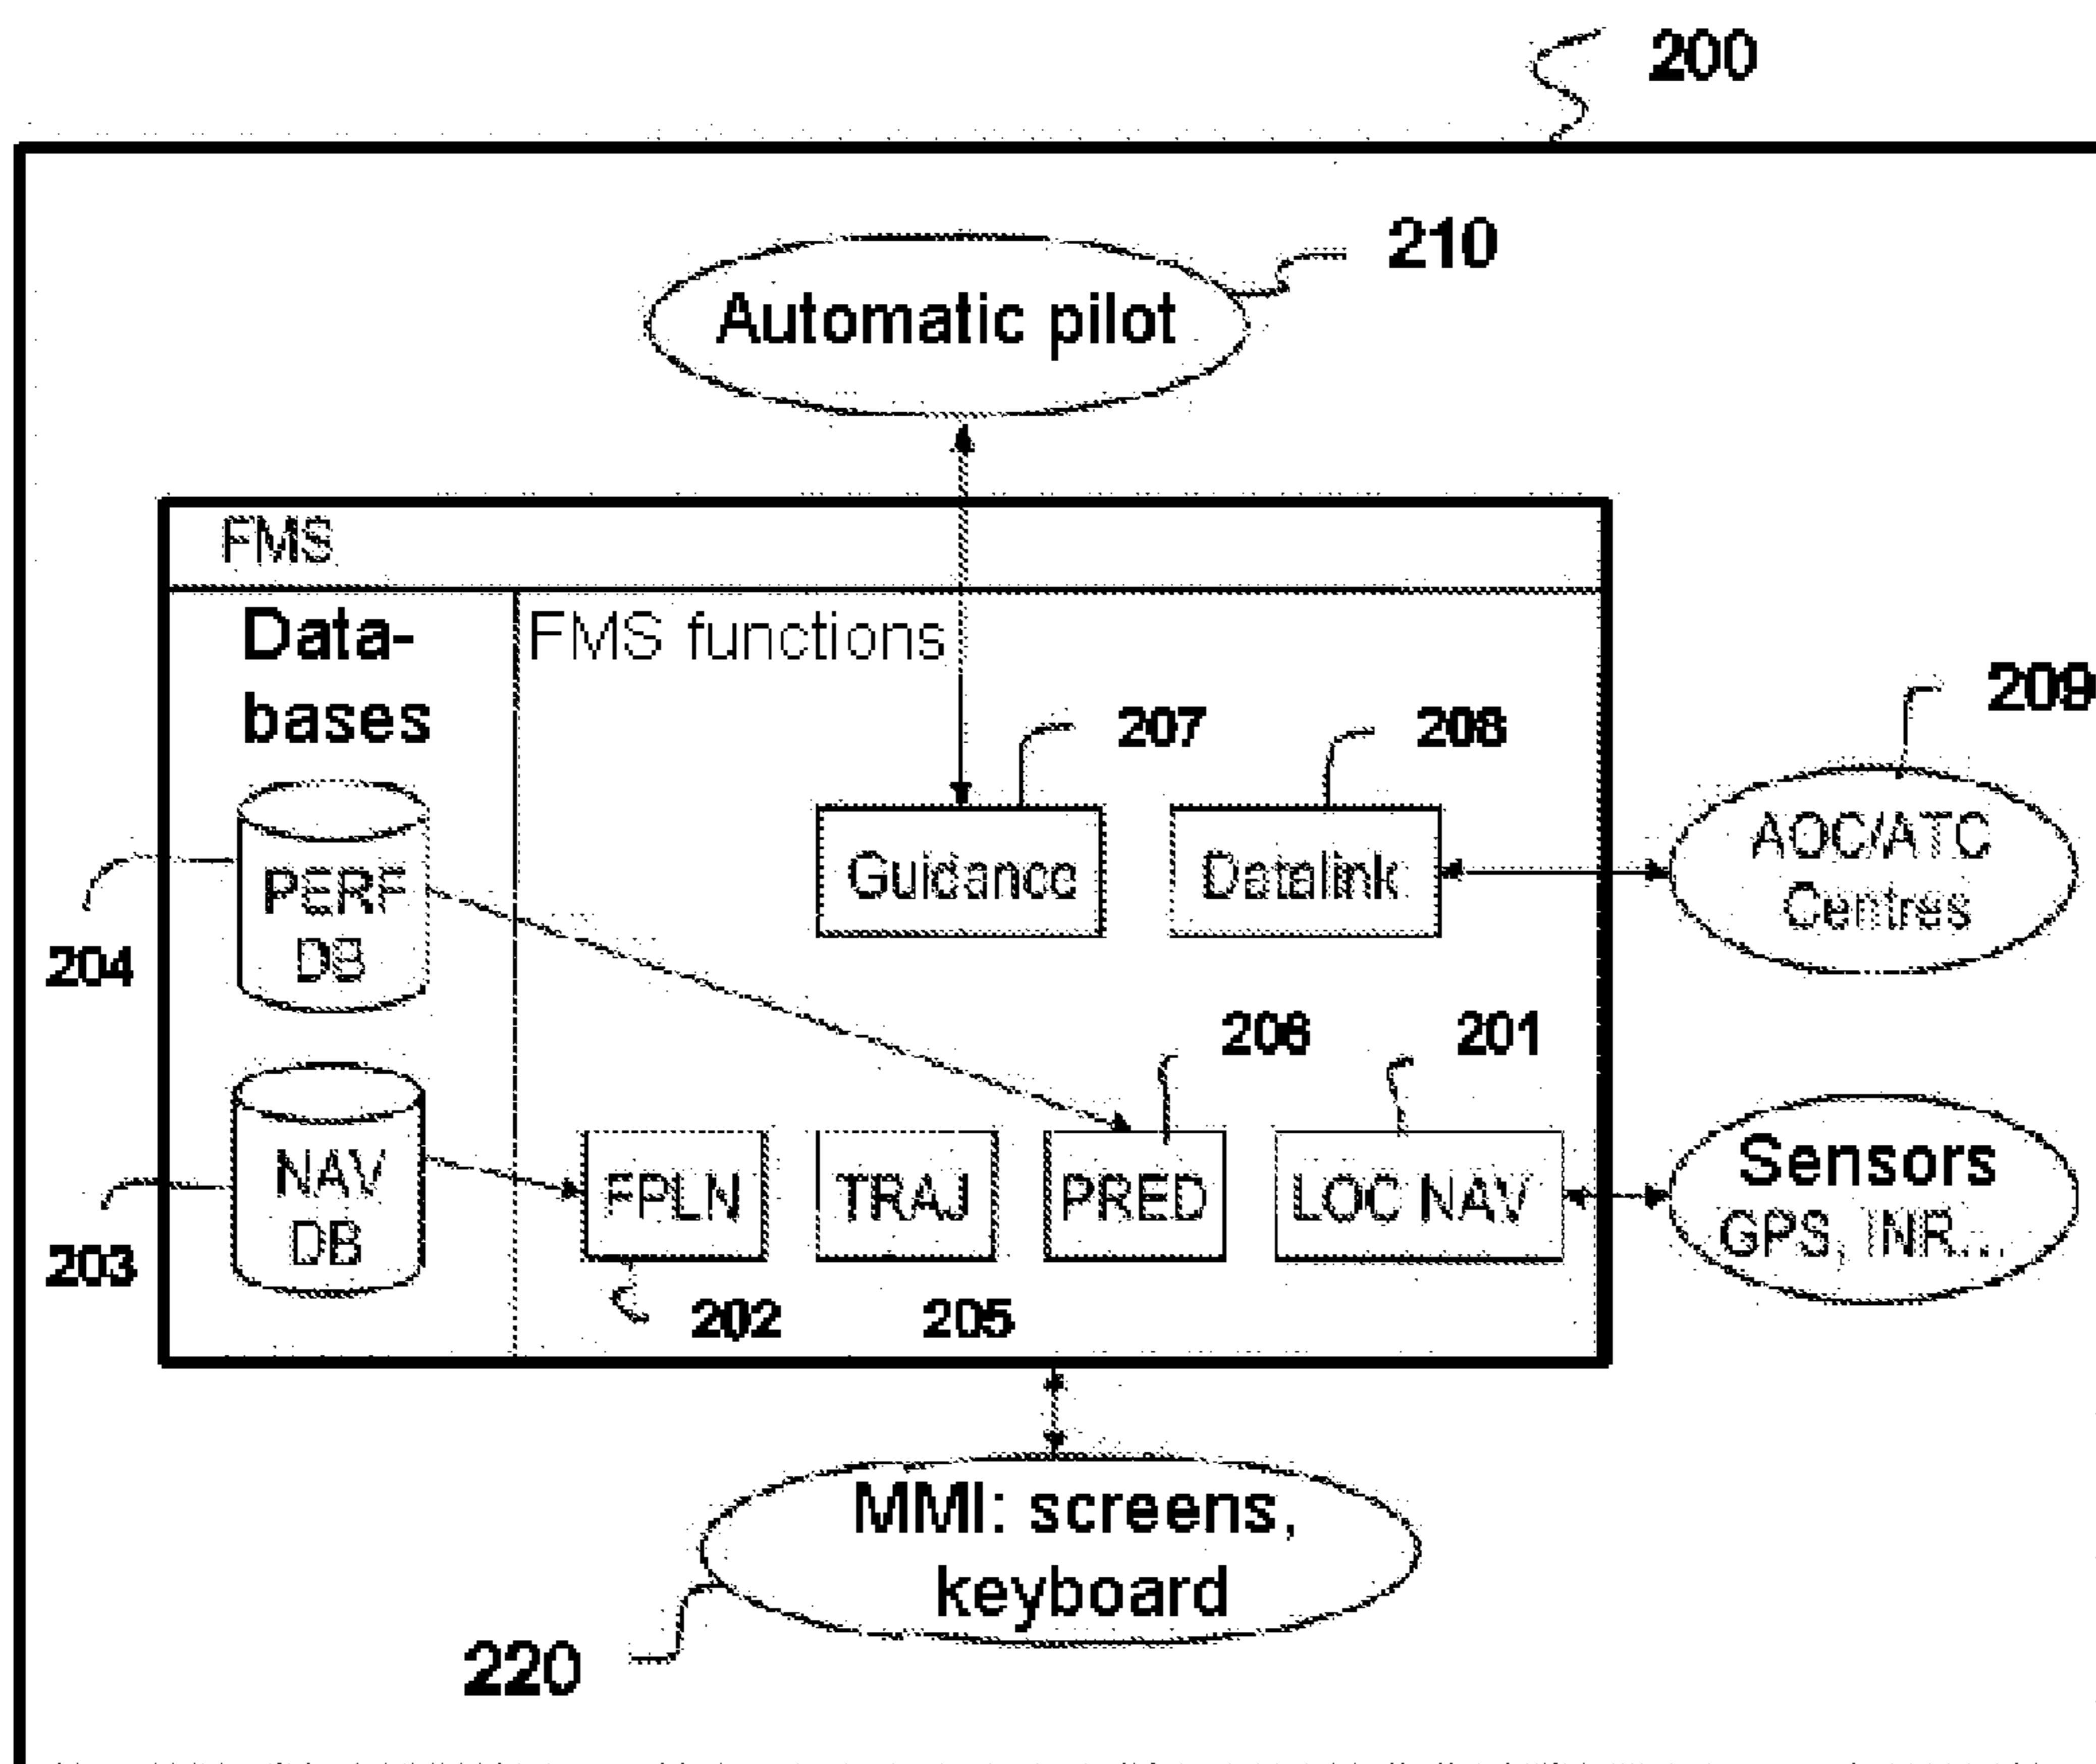 200
210
Automatic pilot
FMS
Data-
bases
FMS functions
209
207
208
Guidance
Datalink
AOC/ATC
Centres
PERF
DB
204
206
201
NAV
DB
FPLN
TRAJ
PRED
LOC NAV
Sensors
GPS, INR...
203
202
205
MMI: screens,
keyboard
220